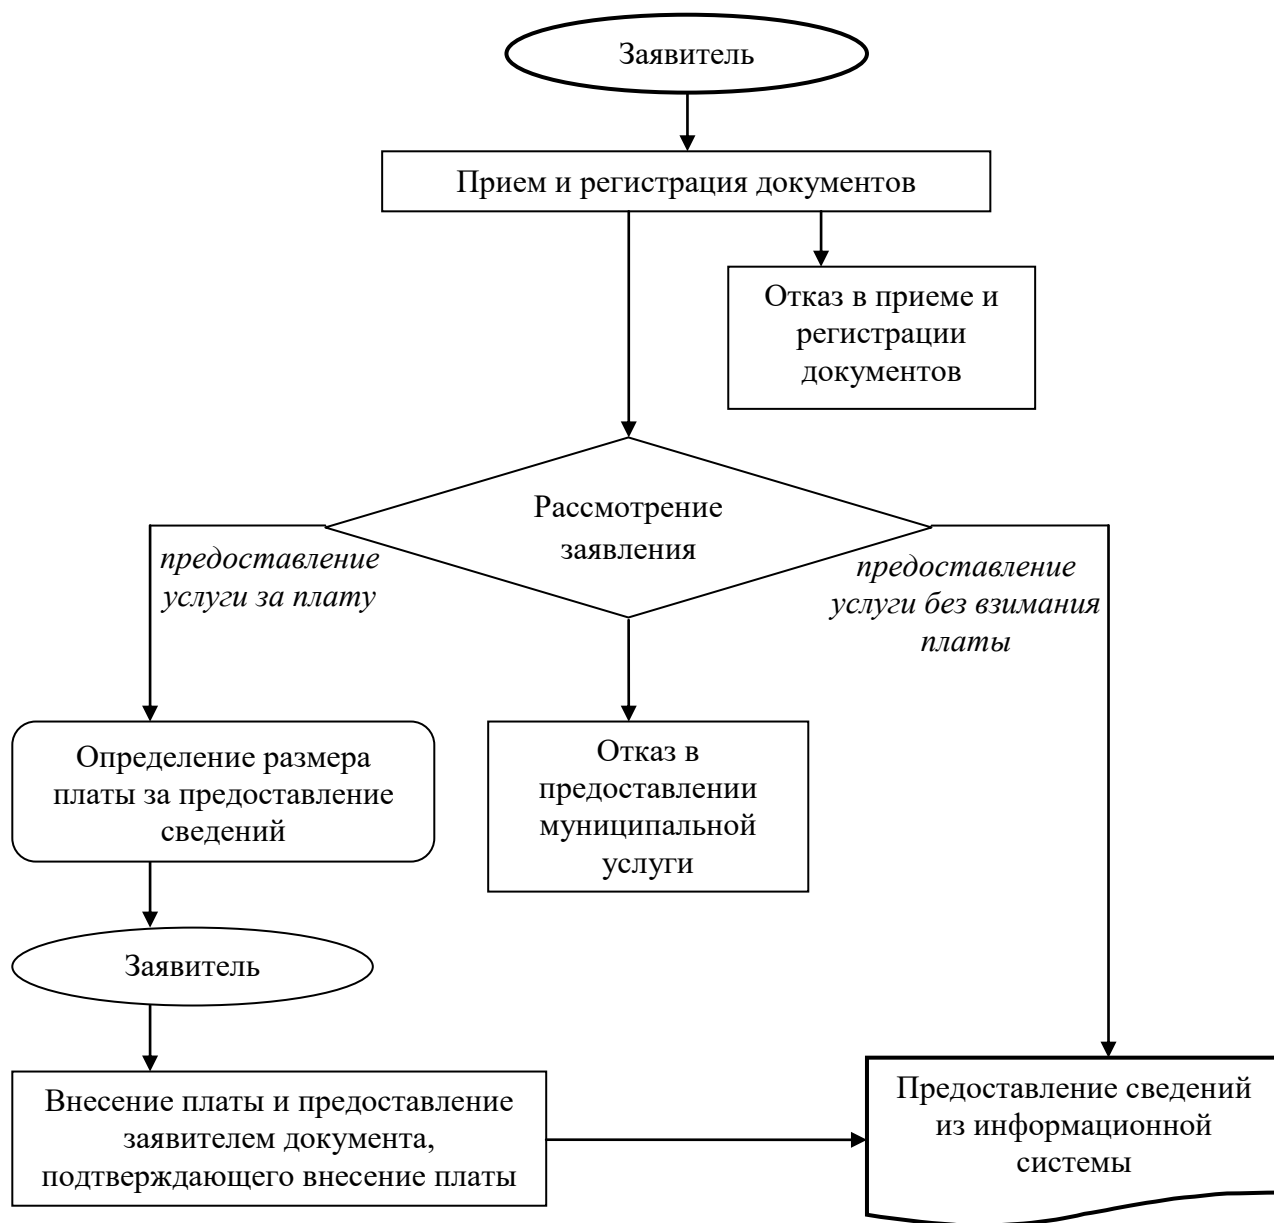 Заявитель
Прием и регистрация документов
Отказ в приеме и
регистрации
документов
Рассмотрение
заявления
предоставление
услуги за плату
предоставление
услуги без взимания
платы
Определение размера
платы за предоставление
сведений
Отказ в
предоставлении
муниципальной
услуги
Заявитель
Внесение платы и предоставление
заявителем документа,
подтверждающего внесение платы
Предоставление сведений
из информационной
системы